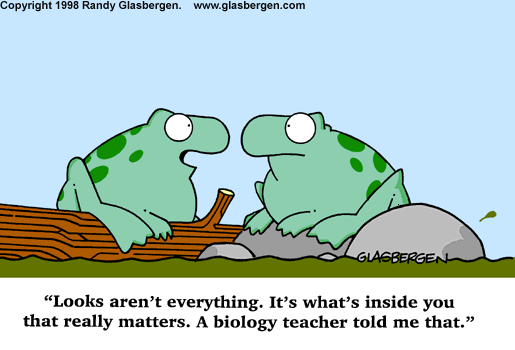 Copyright 1998 Randy Glasbergen. www.glasbergen.com
GLASBERGEN
“Looks aren’t everything. It’s what’s inside you
that really matters. A biology teacher told me that.”